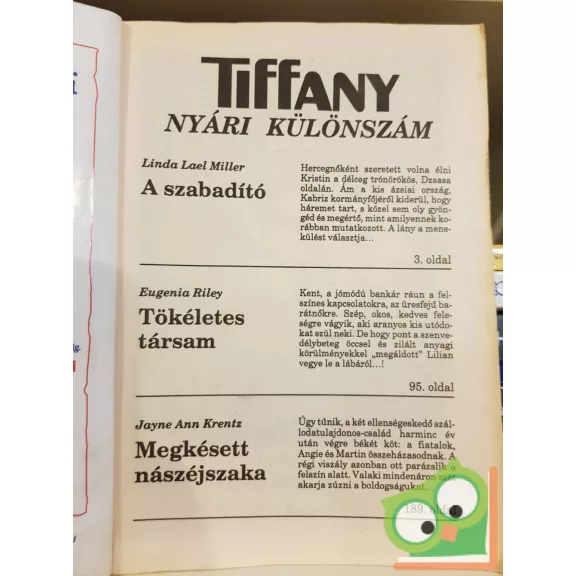 TIFFANY
NYÁRI KÜLÖNSZÁM
Linda Lael Miller
A szabadító
Hercegnőként szeretett volna élni
Kristin a délceg trónörökös, Dzsasa
oldalán. Ám a kis ázsiai ország,
Kabriz kormányfőjéről kiderül, hogy
háremet tart, s közel sem oly gyön-
géd és megértő, mint amilyennek ko-
rábban mutatkozott. A lány a mene-
külést választja...
3. oldal
Eugenia Riley
Tökéletes
társam
Kent, a jómódú bankár ráun a fel-
színes kapcsolatokra, az üresfejű ba-
rátnőkre. Szép, okos, kedves fele-
ségre vágyik, aki aranyos kis utódo-
kat szül neki. De hogy pont a szenve-
délybeteg öccsel és zilált anyagi
körülményekkel „megáldott” Lilian
vegye le a lábáról...!
95. oldal
Jayne Ann Krentz
Megkésett
nászéjszaka
Úgy tűnik, a két ellenségeskedő szál-
lodatulajdonos-család harminc év
után végre békét köt: a fiatalok,
Angie és Martin összeházasodnak. A
régi viszály azonban ott parázslik a
felszín alatt. Valaki mindenáron szét
akarja zúzni a boldogságukat...
189. oldal